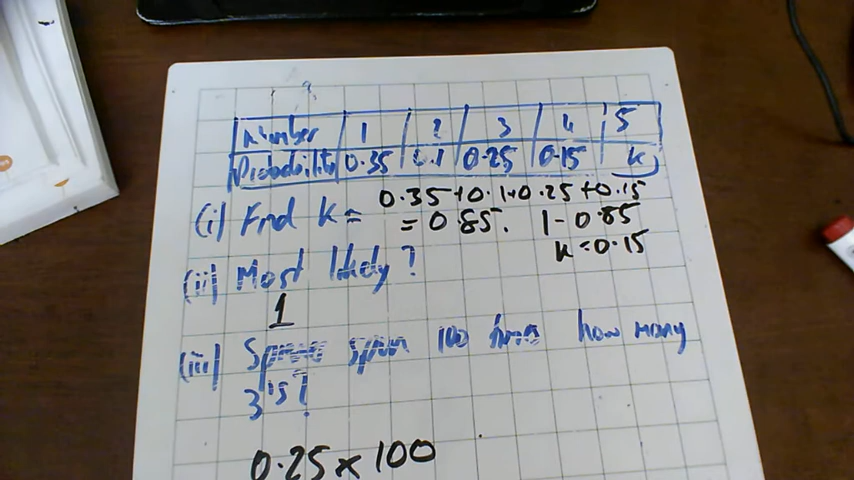 Number 1 2 3 4 5
Probability 0.35 0.1 0.25 0.15 k
(i) Find k = 0.35+0.1+0.25+0.15
= 0.85. 1-0.85
k=0.15
(ii) Most likely?
1
(iii) spun 100 times how many
3's?
0.25 x 100